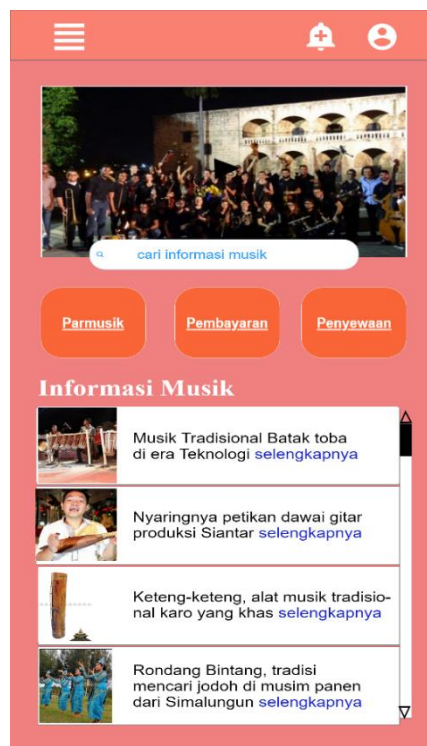 cari informasi musik
Parmusik
Pembayaran
Penyewaan
Informasi Musik
Musik Tradisional Batak toba
di era Teknologi selengkapnya
Nyaringnya petikan dawai gitar
produksi Siantar selengkapnya
Keteng-keteng, alat musik tradisio-
nal karo yang khas selengkapnya
Rondang Bintang, tradisi
mencari jodoh di musim panen
dari Simalungun selengkapnya